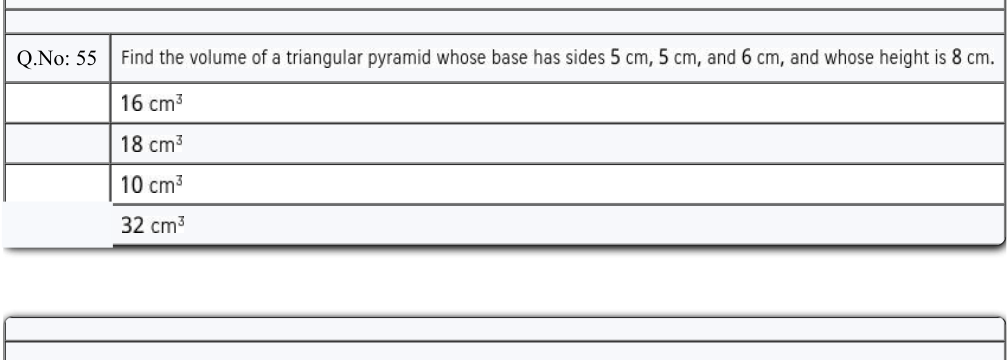 Q.No: 55 Find the volume of a triangular pyramid whose base has sides 5 cm, 5 cm, and 6 cm, and whose height is 8 cm.
16 cm³
18 cm³
10 cm³
32 cm³